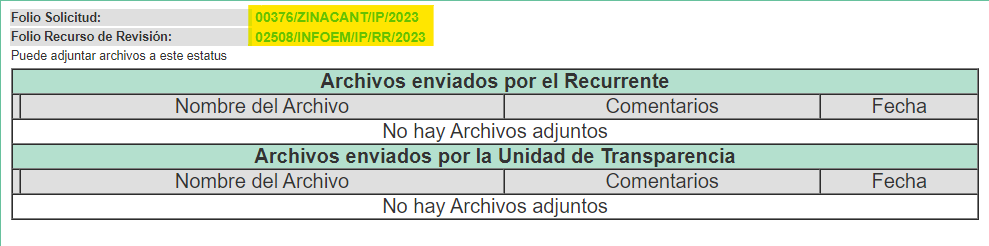 Folio Solicitud: 00376/ZINACANT/IP/2023
Folio Recurso de Revisión: 02508/INFOEM/IP/RR/2023
Puede adjuntar archivos a este estatus
Archivos enviados por el Recurrente
Nombre del Archivo Comentarios Fecha
No hay Archivos adjuntos
Archivos enviados por la Unidad de Transparencia
Nombre del Archivo Comentarios Fecha
No hay Archivos adjuntos